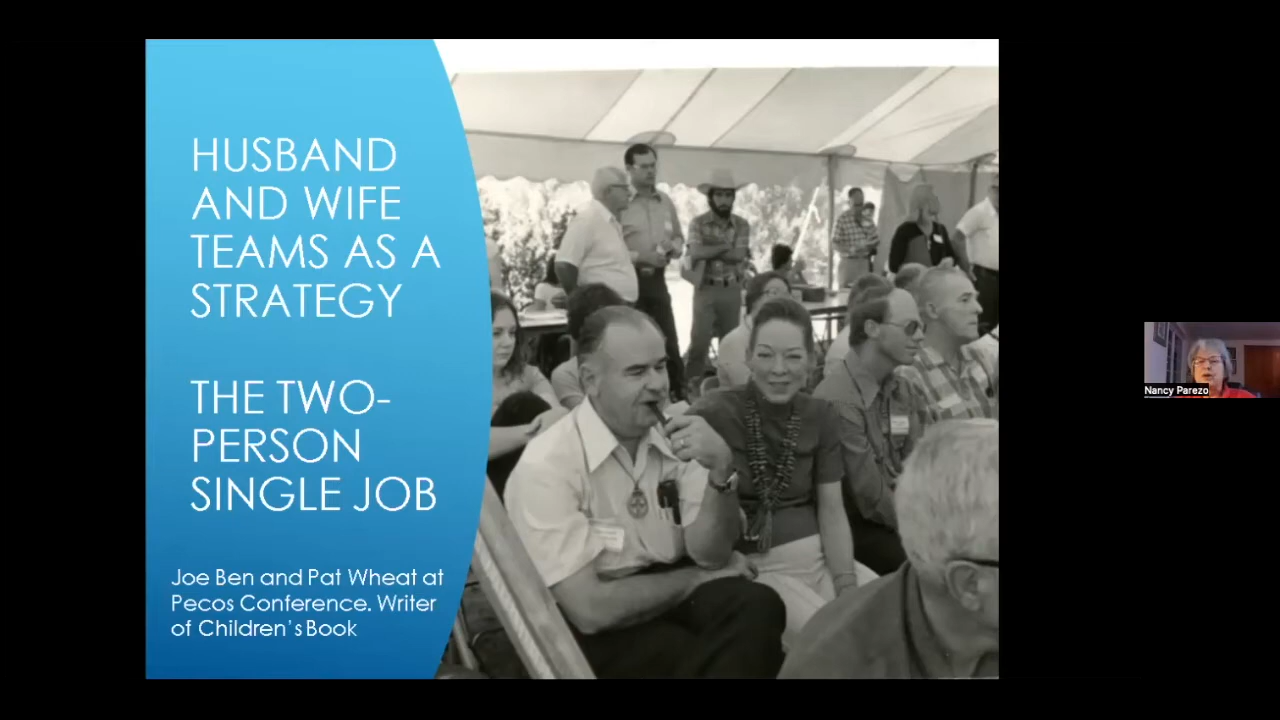 HUSBAND
AND WIFE
TEAMS AS A
STRATEGY
THE TWO-
PERSON
SINGLE JOB
Joe Ben and Pat Wheat at
Pecos Conference. Writer
of Children's Book
Nancy Parezo